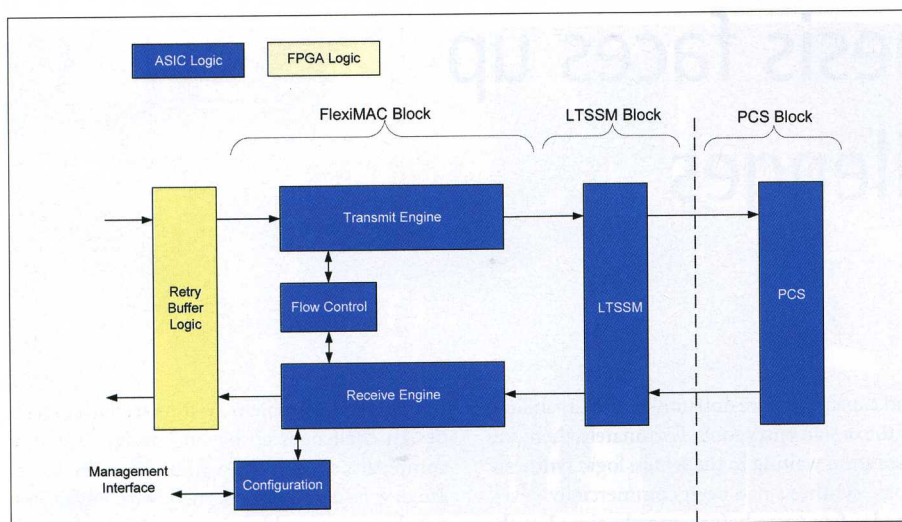 ASIC Logic
FPGA Logic
FlexiMAC Block
LTSSM Block
PCS Block
Transmit Engine
Retry
Buffer
Logic
Flow Control
LTSSM
PCS
Receive Engine
Management
Interface
Configuration